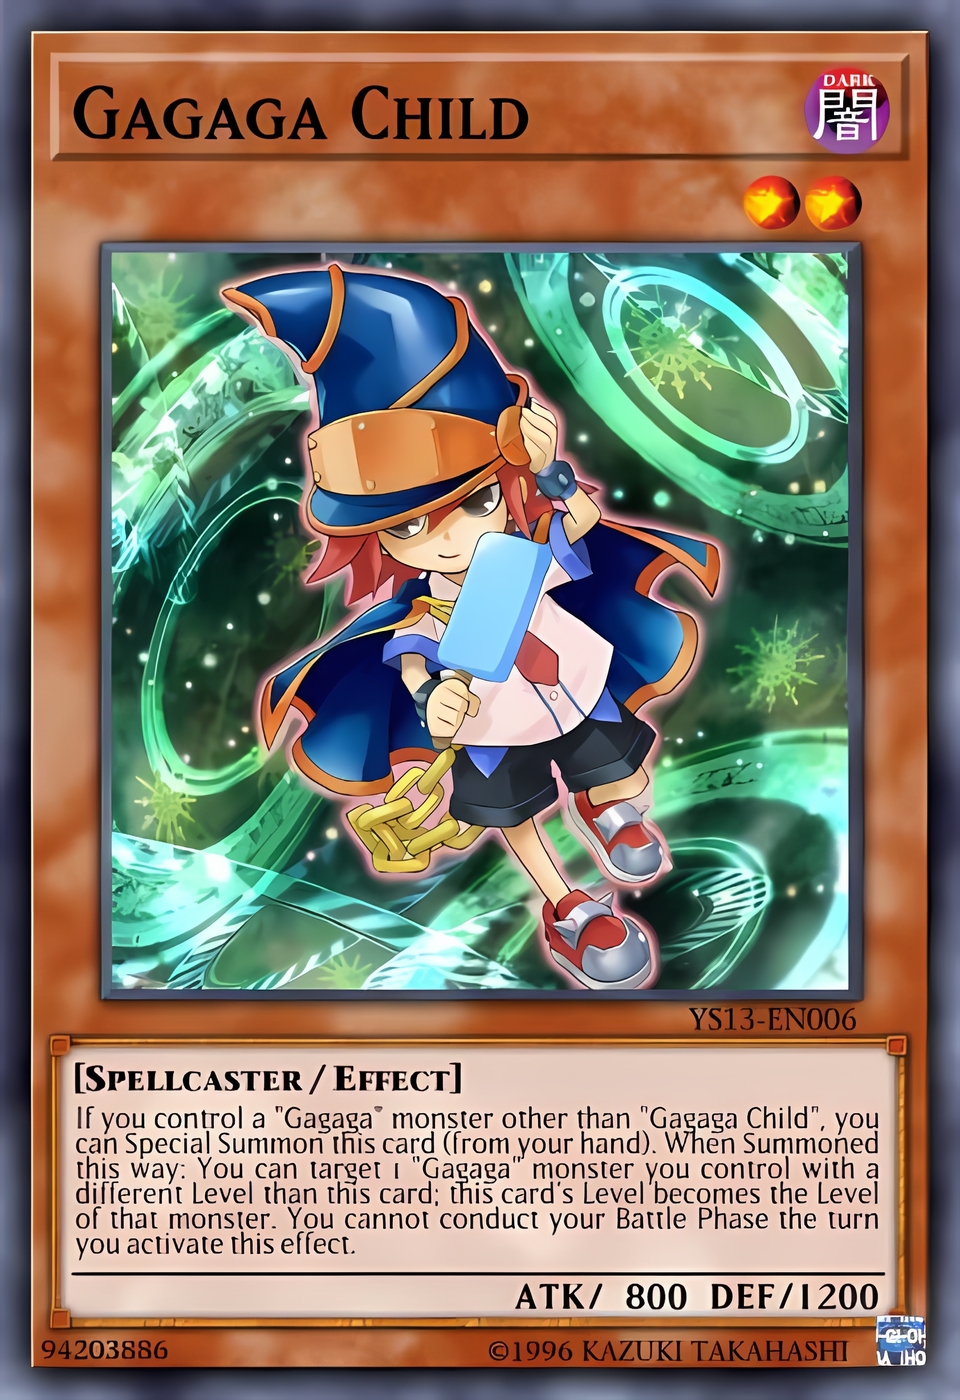 GAGAGA CHILD
DARK
闇
YS13-EN006
[SPELLCASTER / EFFECT]
If you control a "Gagaga" monster other than "Gagaga Child", you
can Special Summon this card (from your hand). When Summoned
this way: You can target 1 "Gagaga" monster you control with a
different Level than this card; this card's Level becomes the Level
of that monster. You cannot conduct your Battle Phase the turn
you activate this effect.
ATK/ 800 DEF/1200
94203886
©1996 KAZUKI TAKAHASHI